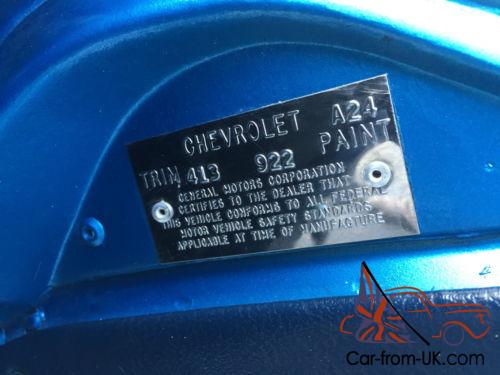 CHEVROLET A24
TRIM 413 922 PAINT
GENERAL MOTORS CORPORATION
CERTIFIES TO THE DEALER THAT
THIS VEHICLE CONFORMS TO ALL FEDERAL
MOTOR VEHICLE SAFETY STANDARDS
APPLICABLE AT TIME OF MANUFACTURE
Car-from-UK.com